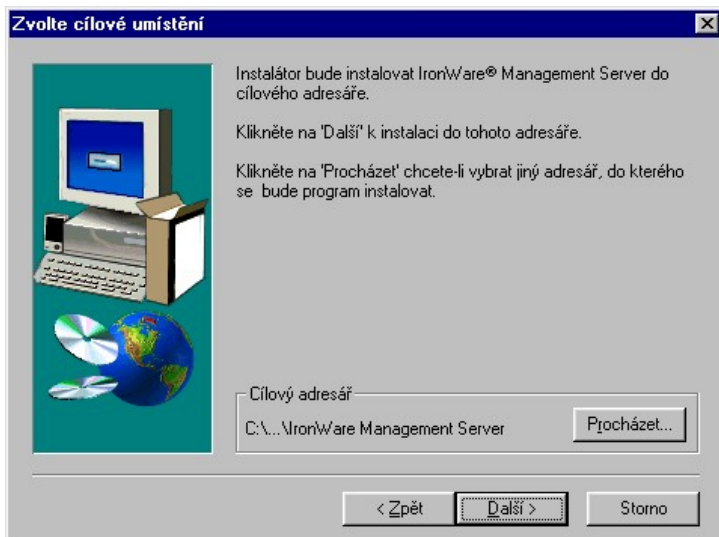 Zvolte cílové umístění
Instalátor bude instalovat IronWare® Management Server do
cílového adresáře.
Klikněte na 'Další' k instalaci do tohoto adresáře.
Klikněte na 'Procházet' chcete-li vybrat jiný adresář, do kterého
se bude program instalovat.
Cílový adresář
C:\...\IronWare Management Server
Procházet...
< Zpět
Další >
Storno